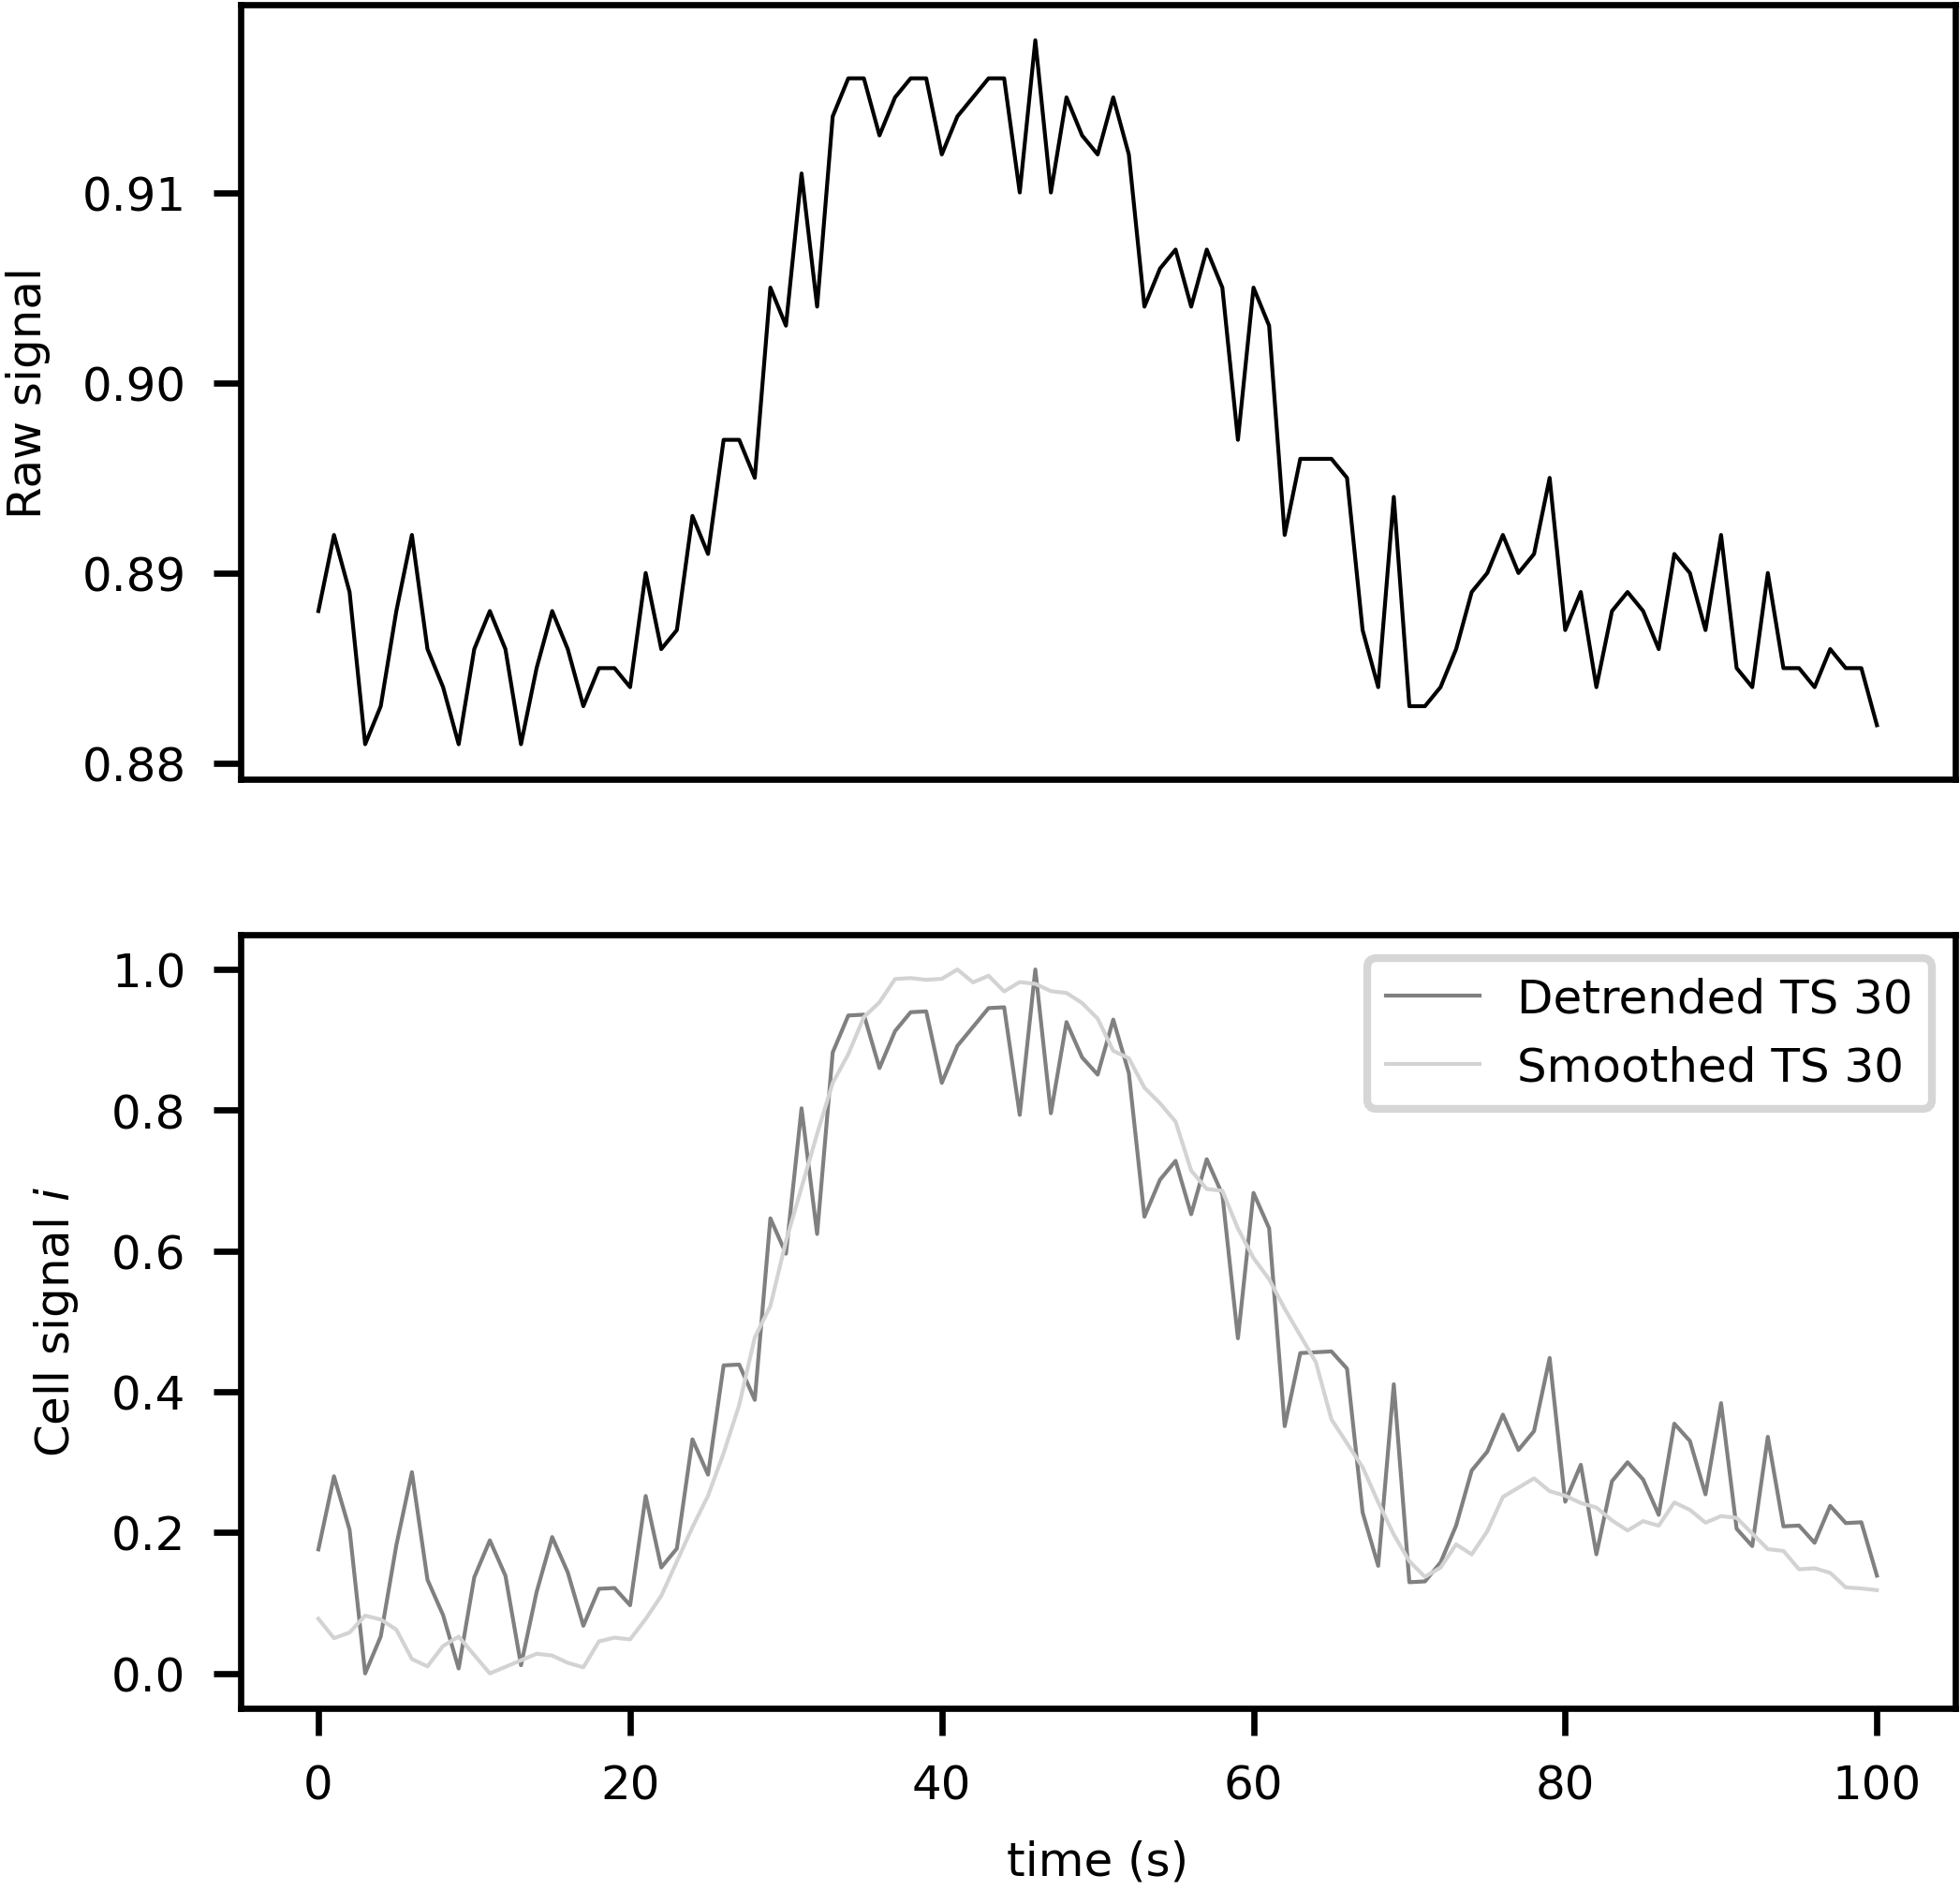 Raw signal
0.91
0.90
0.89
0.88
Cell signal i
1.0
0.8
0.6
0.4
0.2
0.0
Detrended TS 30
Smoothed TS 30
0 20 40 60 80 100
time (s)